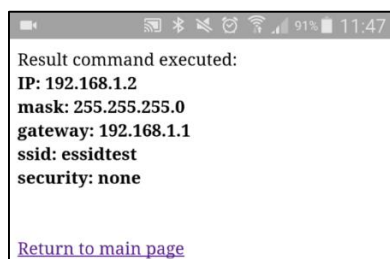 91% 11:47
Result command executed:
IP: 192.168.1.2
mask: 255.255.255.0
gateway: 192.168.1.1
ssid: essidtest
security: none
Return to main page